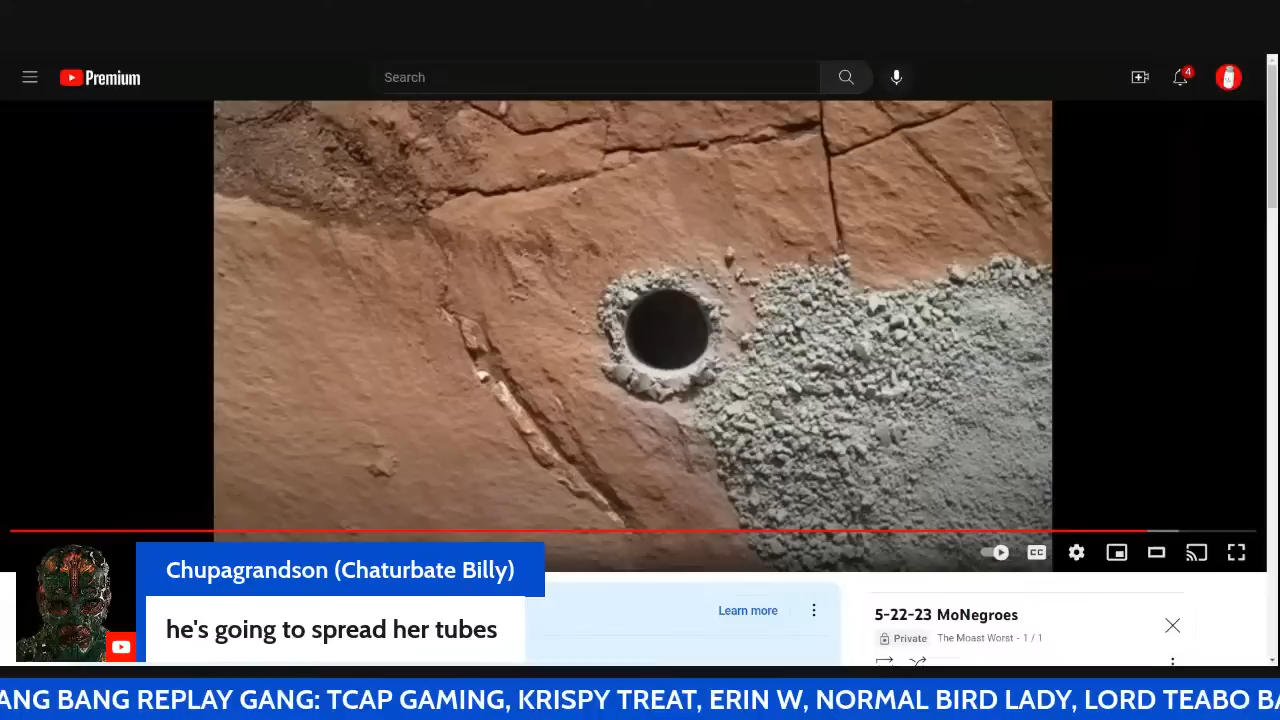 Premium
Search
4
CC
Chupagrandson (Chaturbate Billy)
he's going to spread her tubes
Learn more
5-22-23 MoNegroes
Private The Moast Worst - 1 / 1
ANG BANG REPLAY GANG: TCAP GAMING, KRISPY TREAT, ERIN W, NORMAL BIRD LADY, LORD TEABO BA